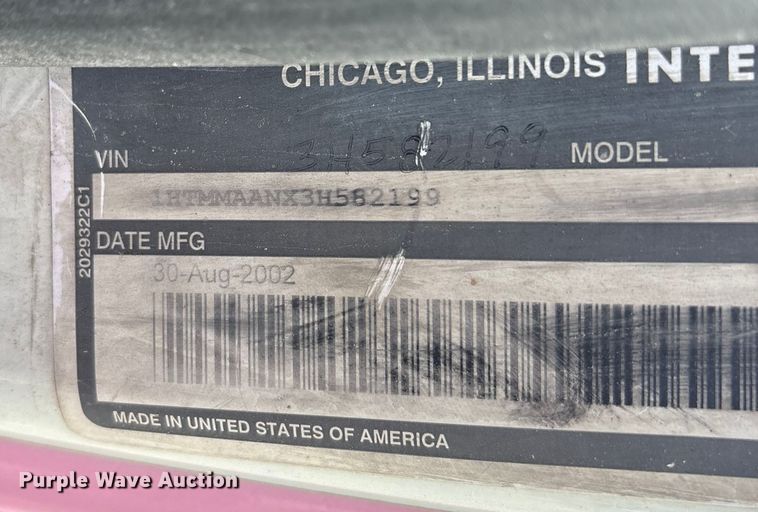 CHICAGO, ILLINOIS INTE
3H582199
VIN MODEL
1HTMMAANX3H582199
2029322C1
DATE MFG
30-Aug-2002
MADE IN UNITED STATES OF AMERICA
Purple Wave Auction